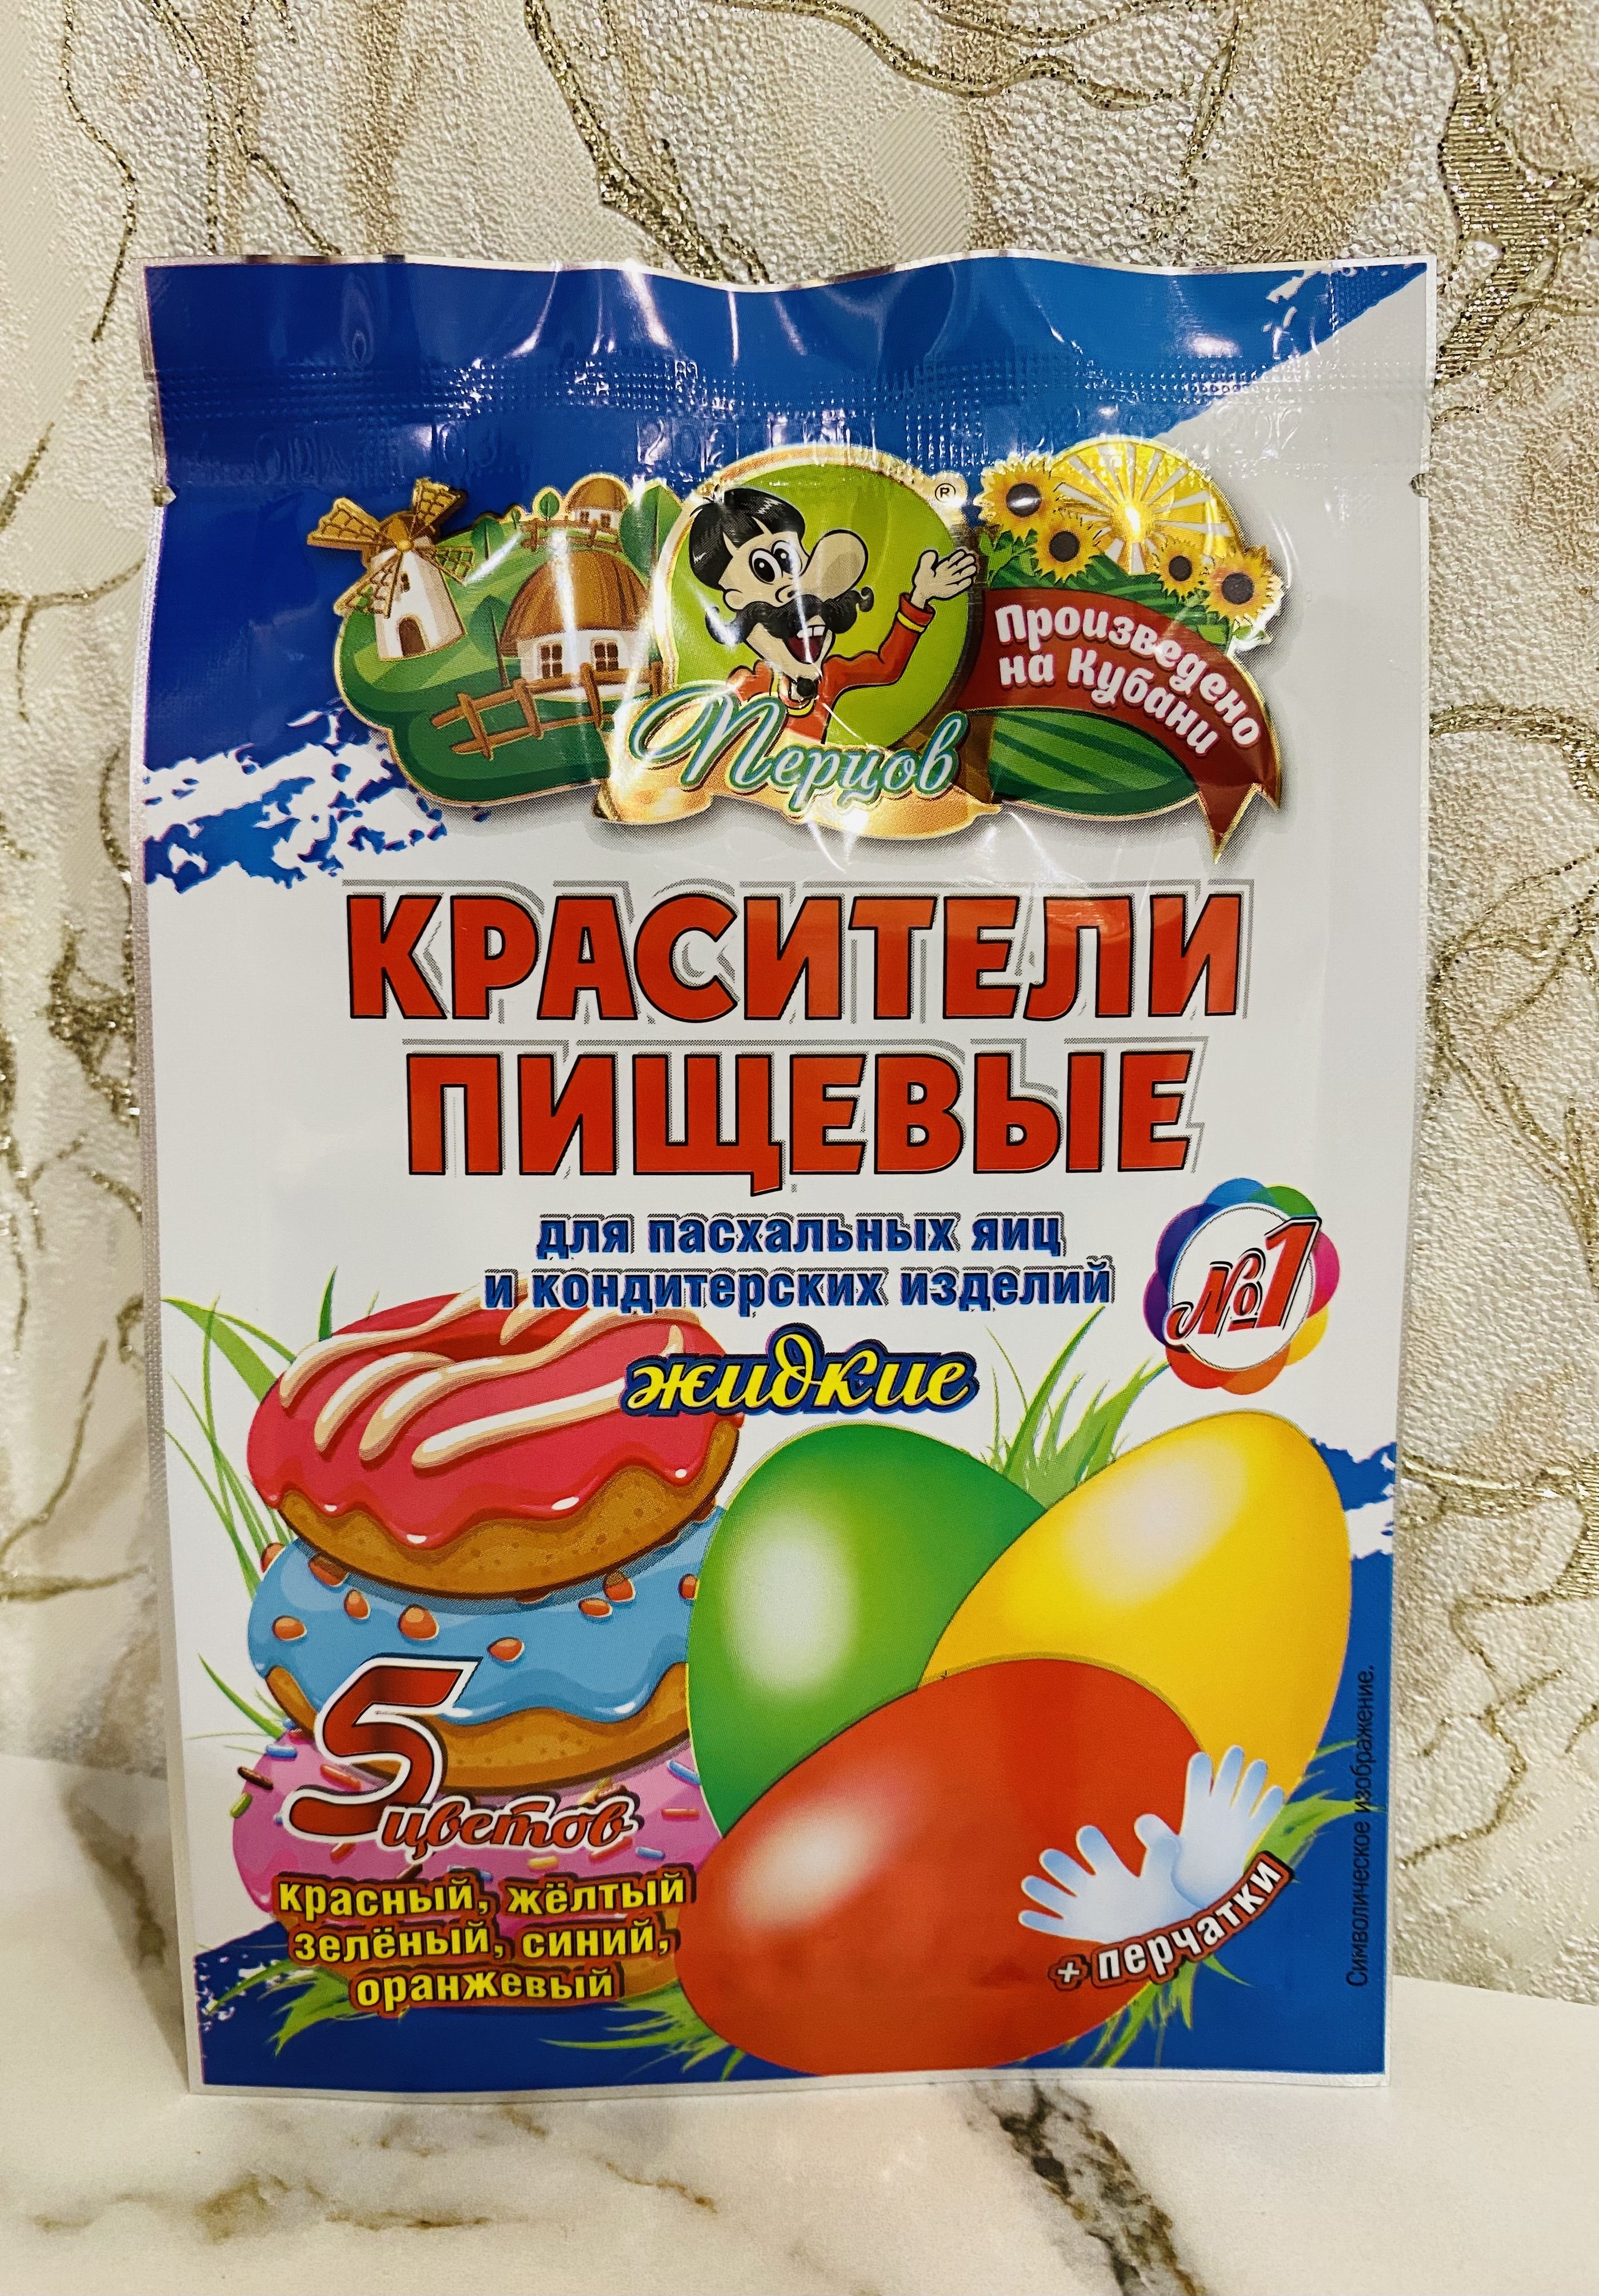 ®
Перцов
Произведено
на Кубани
КРАСИТЕЛИ
ПИЩЕВЫЕ
для пасхальных яиц
и кондитерских изделий
№1
жидкие
5
цветов
красный, жёлтый
зелёный, синий,
оранжевый
+ перчатки
Символическое изображение.